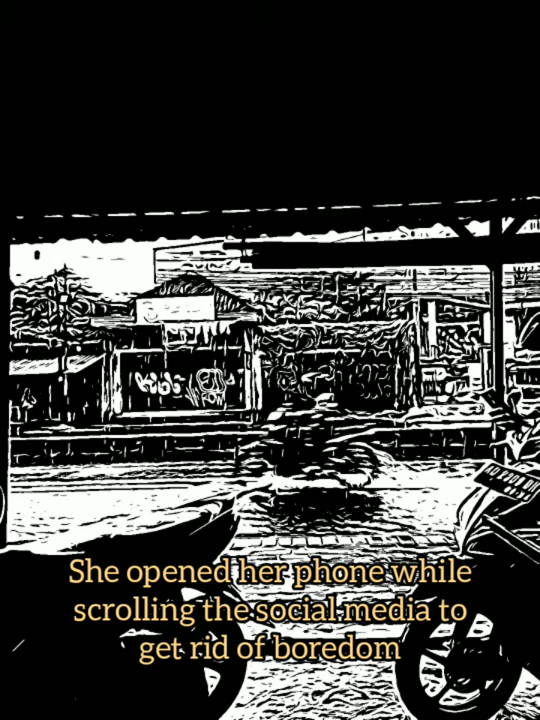 She opened her phone while
scrolling the social media to
get rid of boredom